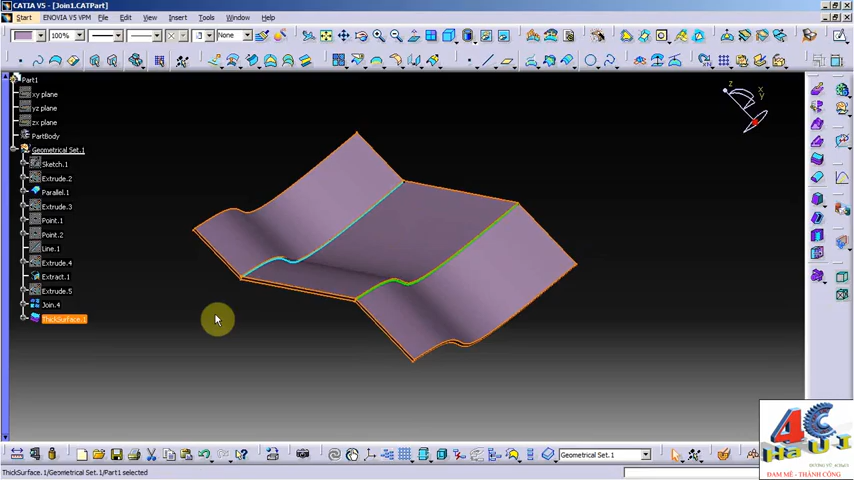 CATIA V5 - [Join1.CATPart]
Start ENOVIA V5 VPM File Edit View Insert Tools Window Help
100% None
Part1
xy plane
yz plane
zx plane
PartBody
Geometrical Set.1
Sketch.1
Extrude.2
Parallel.1
Extrude.3
Point.1
Point.2
Line.1
Extrude.4
Extract.1
Extrude.5
Join.4
ThickSurface.1
z
x
y
4C
HaUI
ĐAM MÊ - THÀNH CÔNG
Geometrical Set.1
ThickSurface.1/Geometrical Set.1/Part1 selected